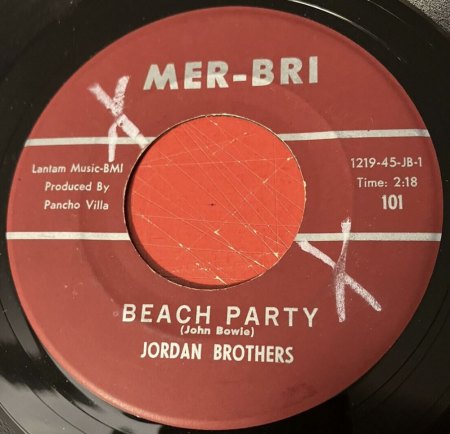 MER-BRI
Lantam Music-BMI
Produced By
Pancho Villa
1219-45-JB-1
Time: 2:18
101
BEACH PARTY
(John Bowie)
JORDAN BROTHERS